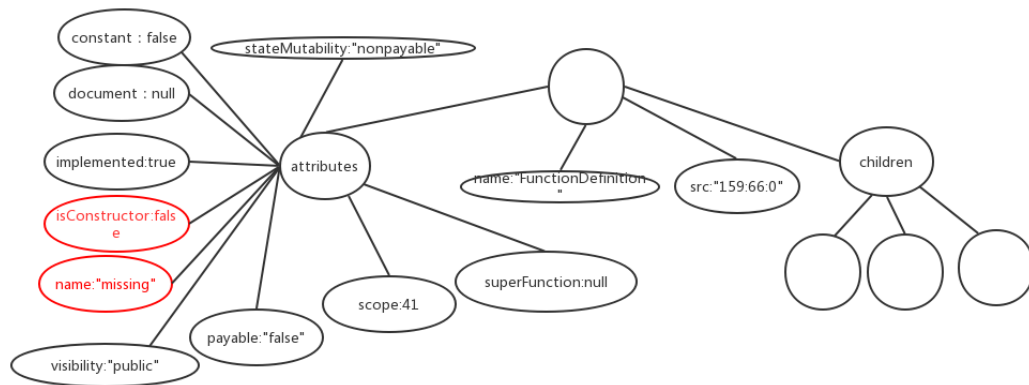 constant：false
stateMutability:"nonpayable"
document：null
implemented:true
attributes
children
name:"FunctionDefinition
"
src:"159:66:0"
isConstructor:fals
e
name:"missing"
superFunction:null
scope:41
payable:"false"
visibility:"public"